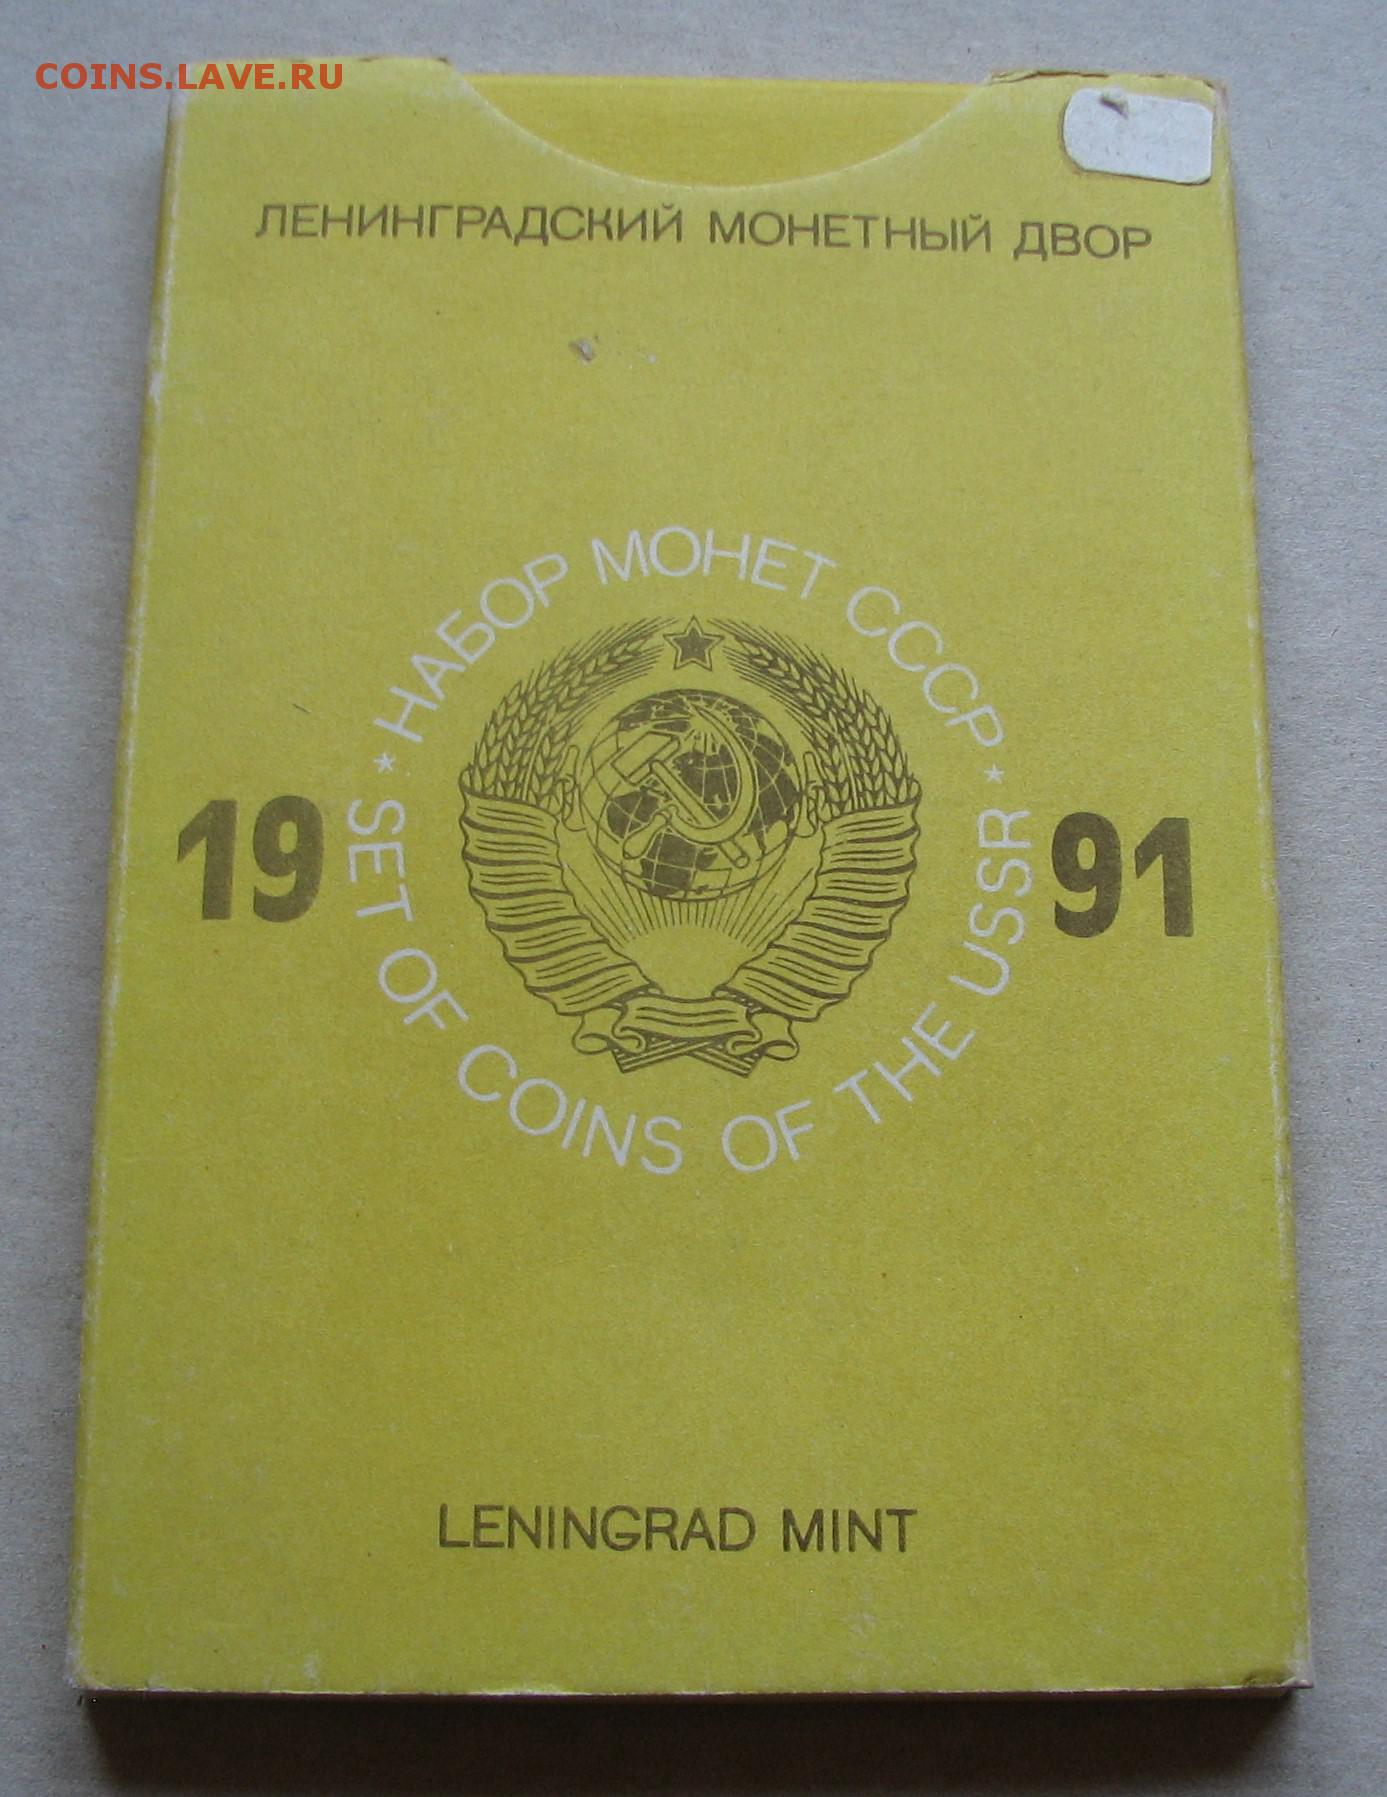 COINS.LAVE.RU
ЛЕНИНГРАДСКИЙ МОНЕТНЫЙ ДВОР
* НАБОР МОНЕТ СССР *
19 91
SET OF COINS OF THE USSR
LENINGRAD MINT